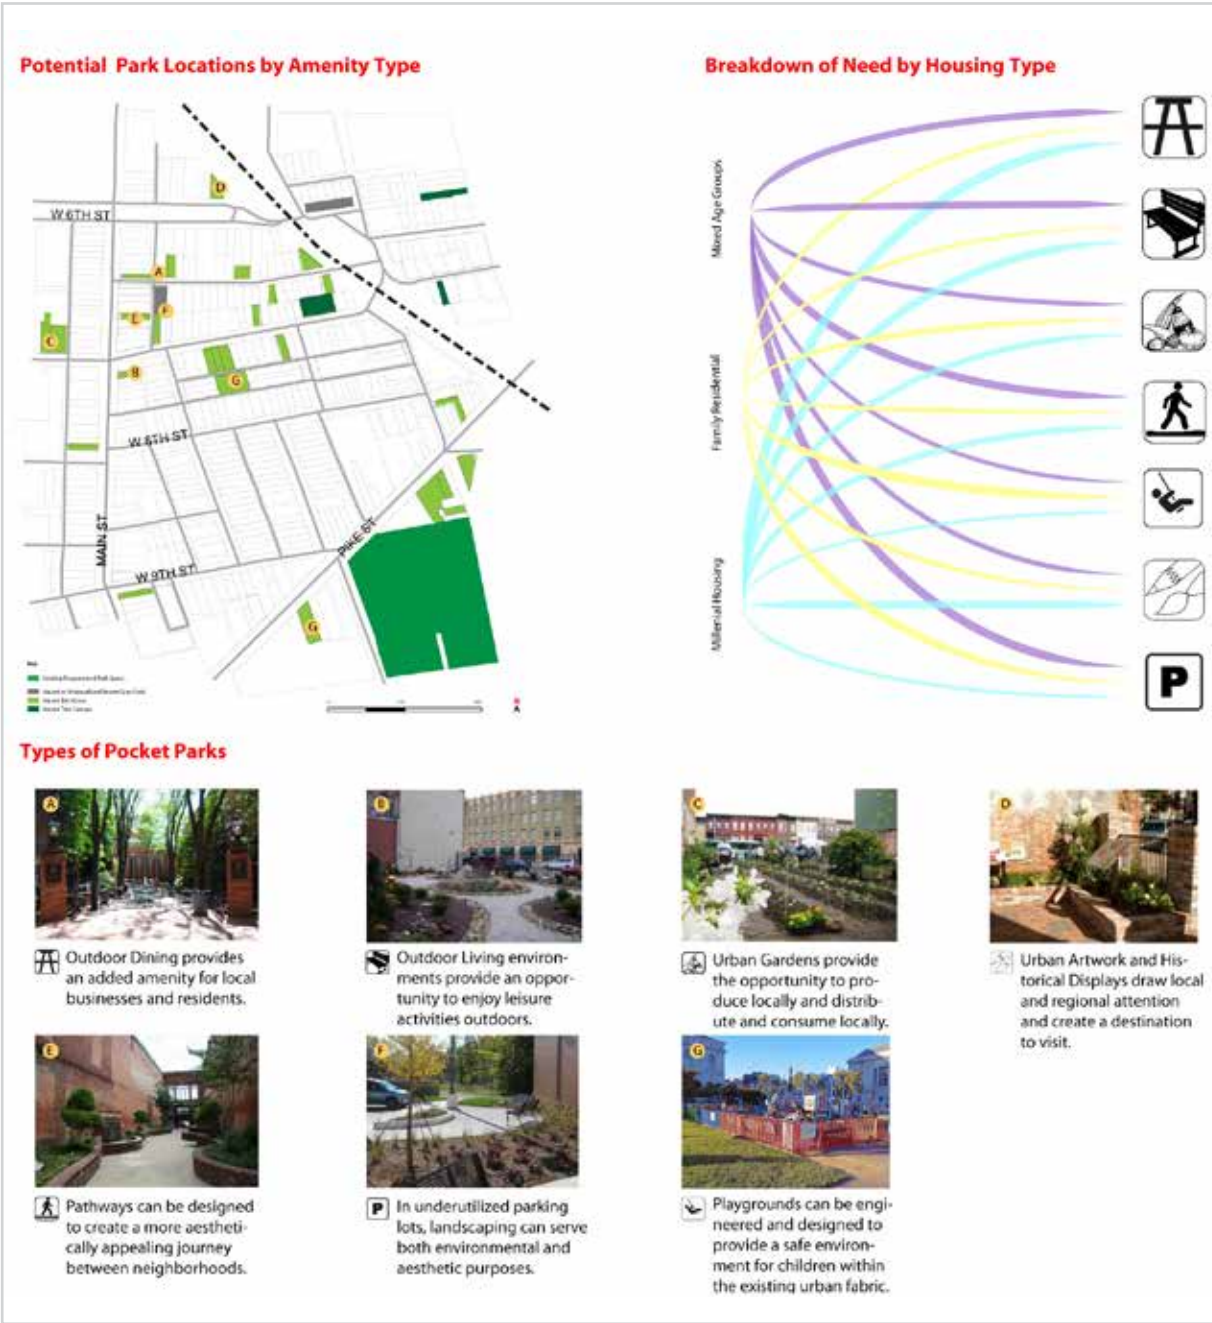 Potential Park Locations by Amenity Type
Breakdown of Need by Housing Type
D
W 6TH ST
A
E
F
C
B
G
W 8TH ST
MAIN ST
PIKE ST
W 9TH ST
G
Mixed Age Groups
Family Residential
Millenial Housing
P
Types of Pocket Parks
A
Outdoor Dining provides
an added amenity for local
businesses and residents.
B
Outdoor Living environ-
ments provide an oppor-
tunity to enjoy leisure
activities outdoors.
C
Urban Gardens provide
the opportunity to pro-
duce locally and distrib-
ute and consume locally.
D
Urban Artwork and His-
torical Displays draw local
and regional attention
and create a destination
to visit.
E
Pathways can be designed
to create a more aestheti-
cally appealing journey
between neighborhoods.
F
P
In underutilized parking
lots, landscaping can serve
both environmental and
aesthetic purposes.
G
Playgrounds can be engi-
neered and designed to
provide a safe environ-
ment for children within
the existing urban fabric.